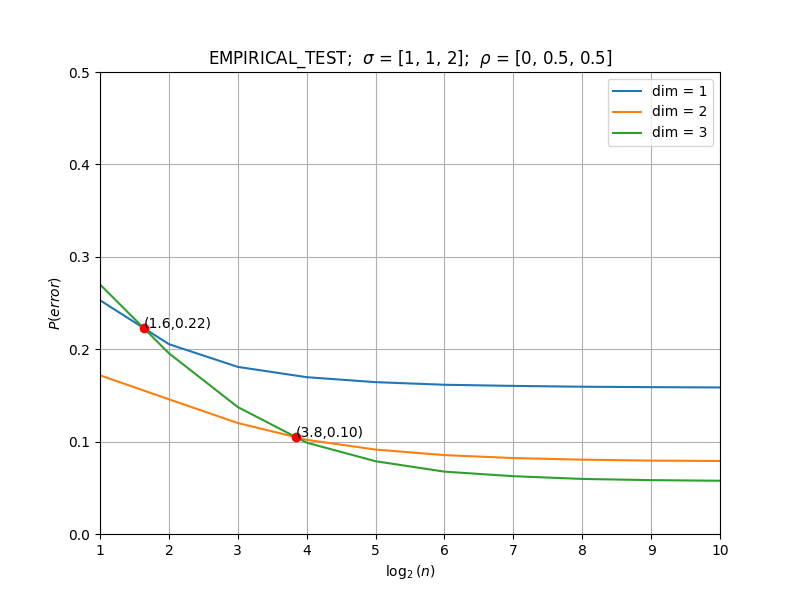 EMPIRICAL_TEST; σ = [1, 1, 2]; ρ = [0, 0.5, 0.5]
0.5
0.4
0.3
0.2
0.1
0.0
P(error)
dim = 1
dim = 2
dim = 3
(1.6,0.22)
(3.8,0.10)
1 2 3 4 5 6 7 8 9 10
log₂(n)